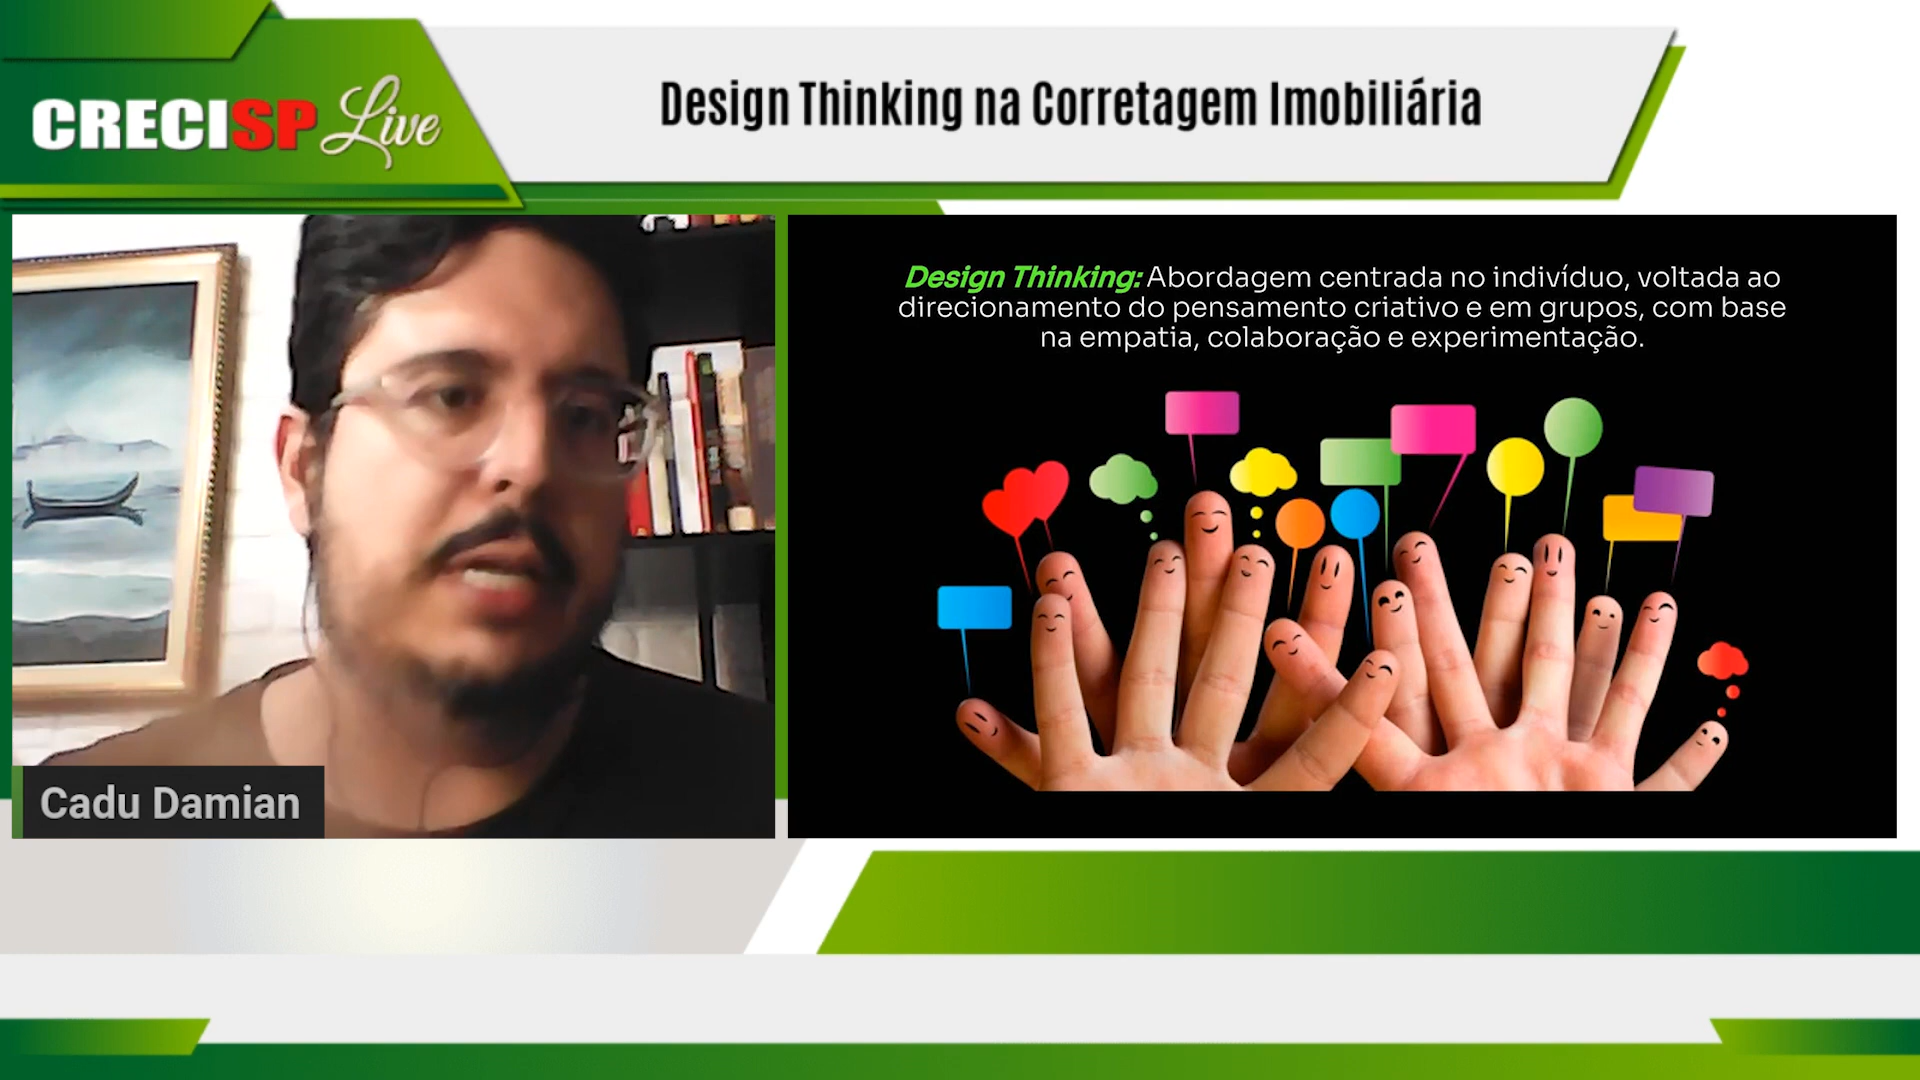 CRECISP Live
Design Thinking na Corretagem Imobiliária
Design Thinking: Abordagem centrada no indivíduo, voltada ao
direcionamento do pensamento criativo e em grupos, com base
na empatia, colaboração e experimentação.
Cadu Damian